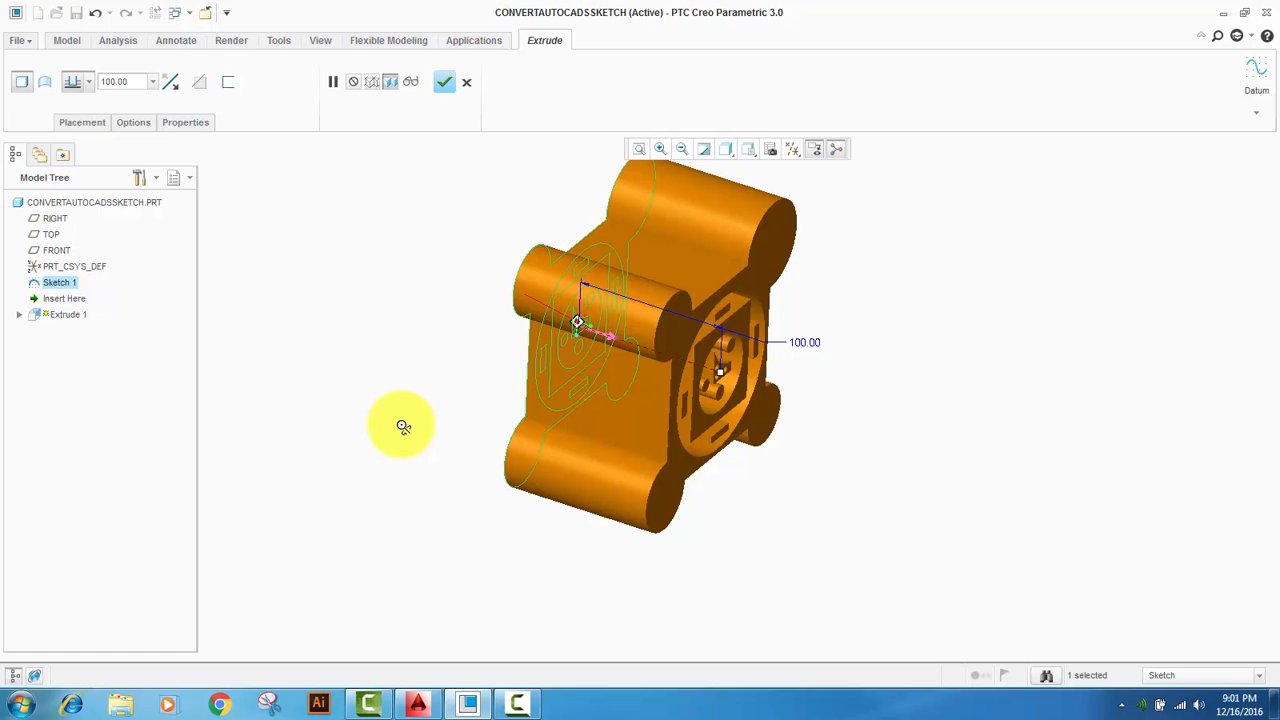 CONVERTAUTOCADSSKETCH (Active) - PTC Creo Parametric 3.0
File Model Analysis Annotate Render Tools View Flexible Modeling Applications Extrude
100.00
Datum
Placement Options Properties
Model Tree
CONVERTAUTOCADSSKETCH.PRT
RIGHT
TOP
FRONT
PRT_CSYS_DEF
Sketch 1
Insert Here
Extrude 1
100.00
1 selected Sketch
Ai
9:01 PM
12/16/2016